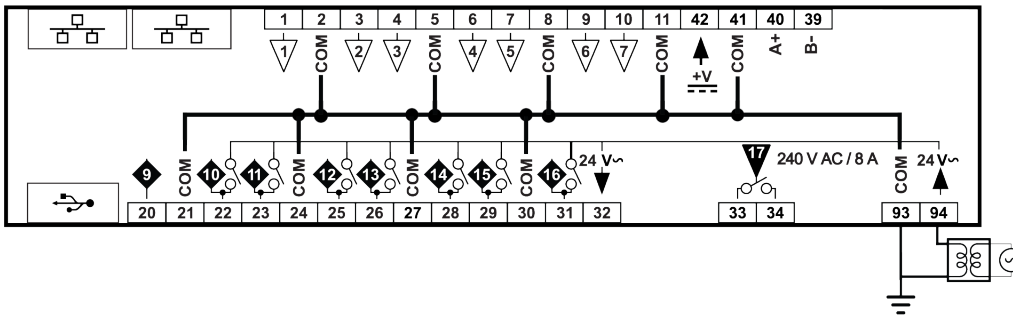 1 2 3 4 5 6 7 8 9 10 11 42 41 40 39
1 COM 2 3 COM 4 5 COM 6 7 COM +V COM A+ B-
9 COM 10 11 COM 12 13 COM 14 15 COM 16 24 V~ 17 240 V AC / 8 A COM 24 V~
20 21 22 23 24 25 26 27 28 29 30 31 32 33 34 93 94